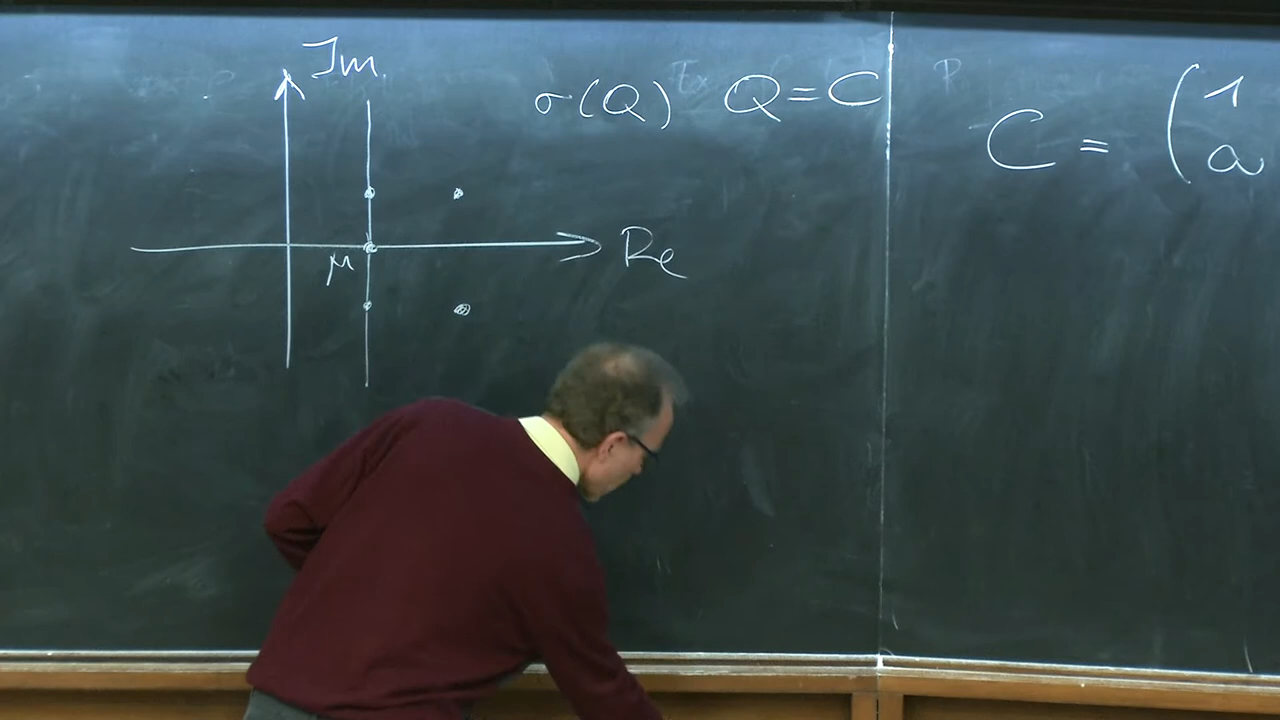 Im
σ(Q) Q=C
C = (1
a
μ
Re